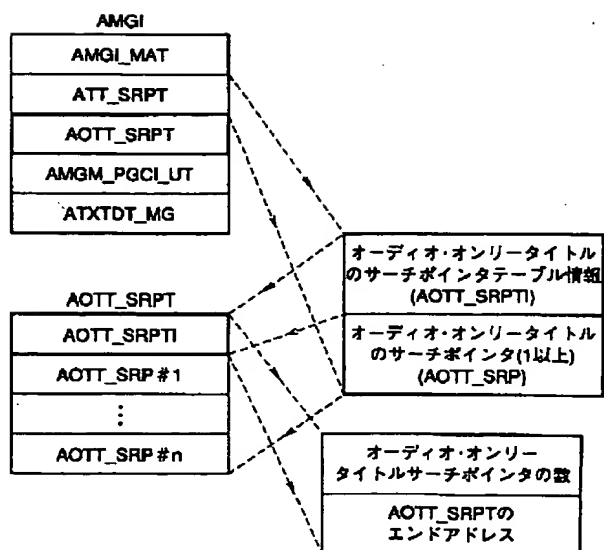 AMGI
AMGI_MAT
ATT_SRPT
AOTT_SRPT
AMGM_PGCI_UT
ATXTDT_MG
オーディオ・オンリータイトル
のサーチポインタテーブル情報
(AOTT_SRPTI)
オーディオ・オンリータイトル
のサーチポインタ(1以上)
(AOTT_SRP)
AOTT_SRPT
AOTT_SRPTI
AOTT_SRP#1
⋮
AOTT_SRP#n
オーディオ・オンリー
タイトルサーチポインタの数
AOTT_SRPTの
エンドアドレス